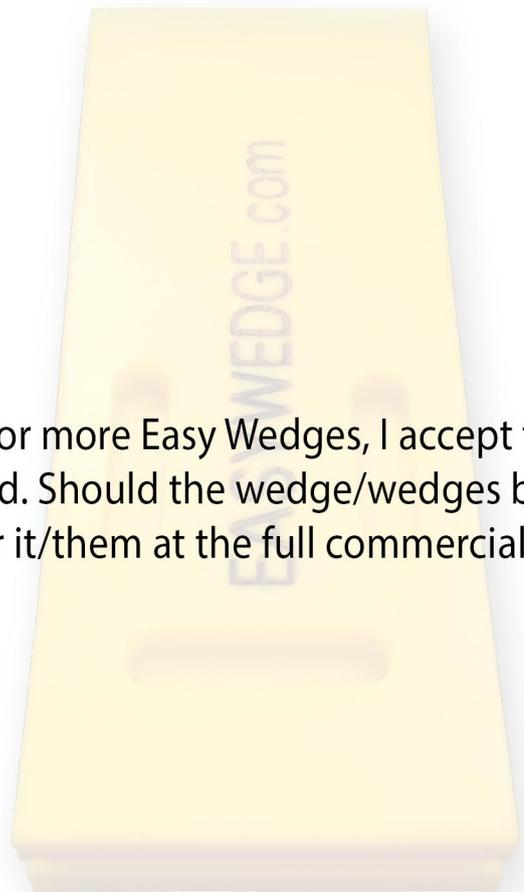 EASYWEDGE.com
or more Easy Wedges, I accept
d. Should the wedge/wedges b
r it/them at the full commercial